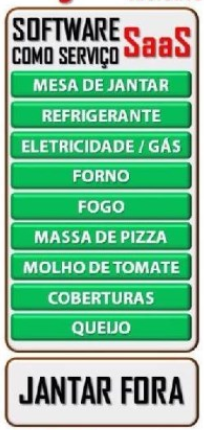 SOFTWARE
COMO SERVIÇO SaaS
MESA DE JANTAR
REFRIGERANTE
ELETRICIDADE / GÁS
FORNO
FOGO
MASSA DE PIZZA
MOLHO DE TOMATE
COBERTURAS
QUEIJO
JANTAR FORA